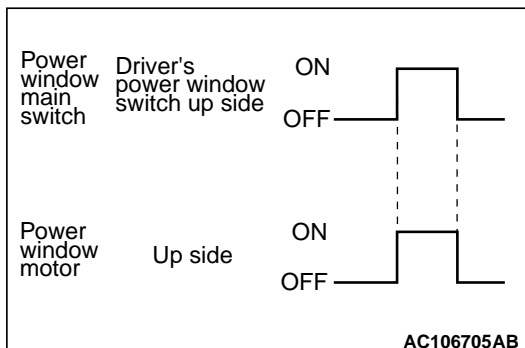 Power
window
main
switch
Driver's
power window
switch up side
ON
OFF
Power
window
motor
Up side
ON
OFF
AC106705AB